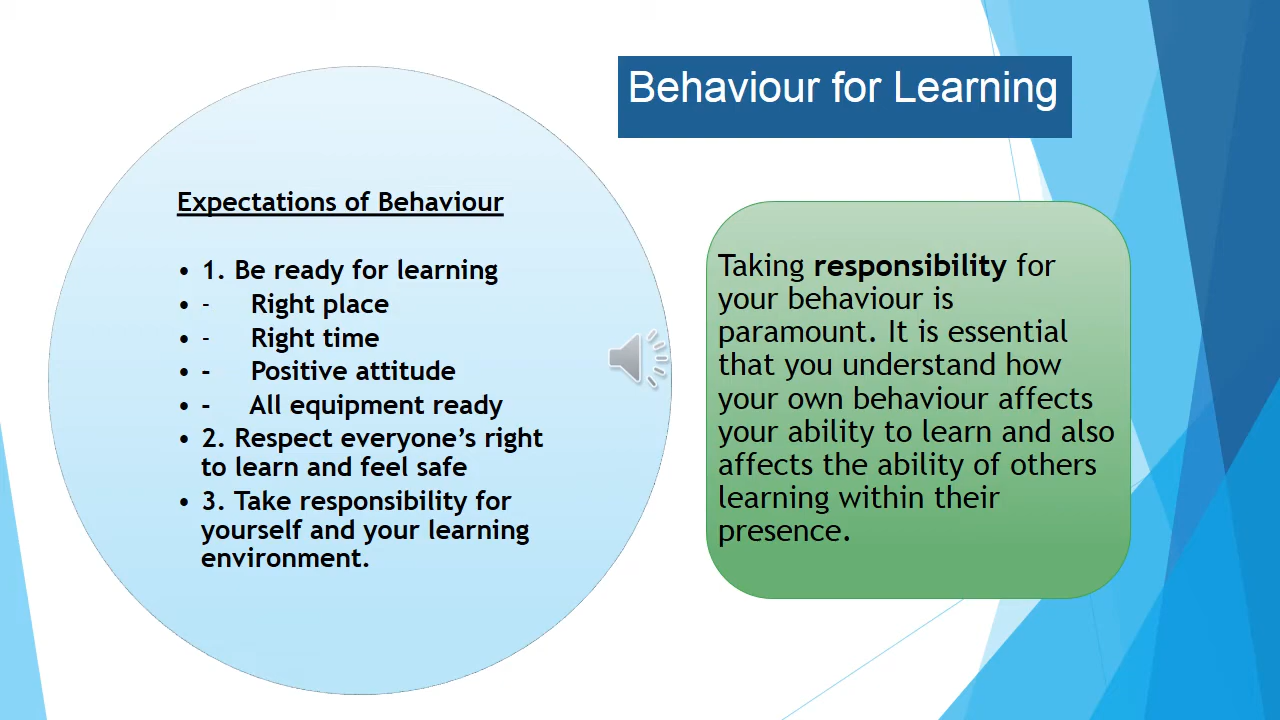 Behaviour for Learning
Expectations of Behaviour
• 1. Be ready for learning
• - Right place
• - Right time
• - Positive attitude
• - All equipment ready
• 2. Respect everyone’s right
to learn and feel safe
• 3. Take responsibility for
yourself and your learning
environment.
Taking responsibility for
your behaviour is
paramount. It is essential
that you understand how
your own behaviour affects
your ability to learn and also
affects the ability of others
learning within their
presence.